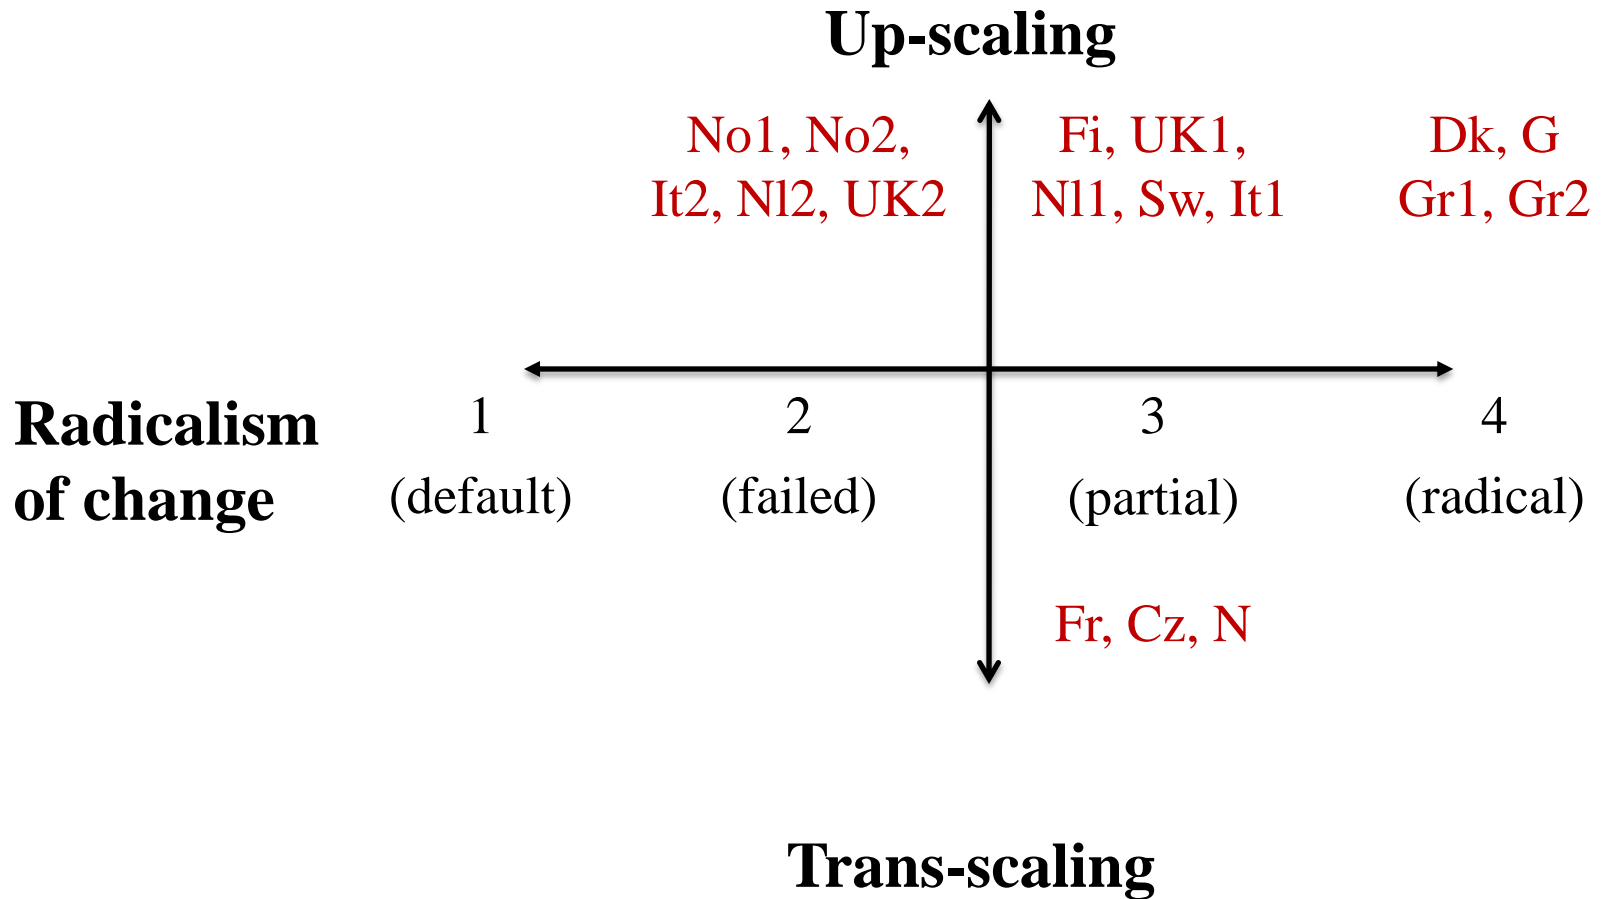 Up-scaling
No1, No2,
It2, Nl2, UK2
Fi, UK1,
Nl1, Sw, It1
Dk, G
Gr1, Gr2
Radicalism
of change
1
(default)
2
(failed)
3
(partial)
4
(radical)
Fr, Cz, N
Trans-scaling